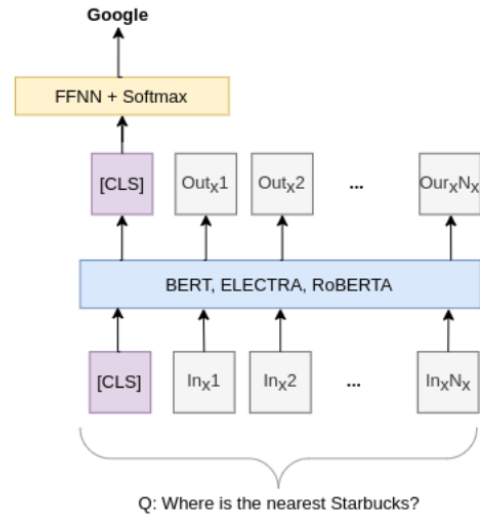 Google
FFNN + Softmax
[CLS] Outx1 Outx2 ... OurxNx
BERT, ELECTRA, RoBERTA
[CLS] Inx1 Inx2 ... InxNx
Q: Where is the nearest Starbucks?